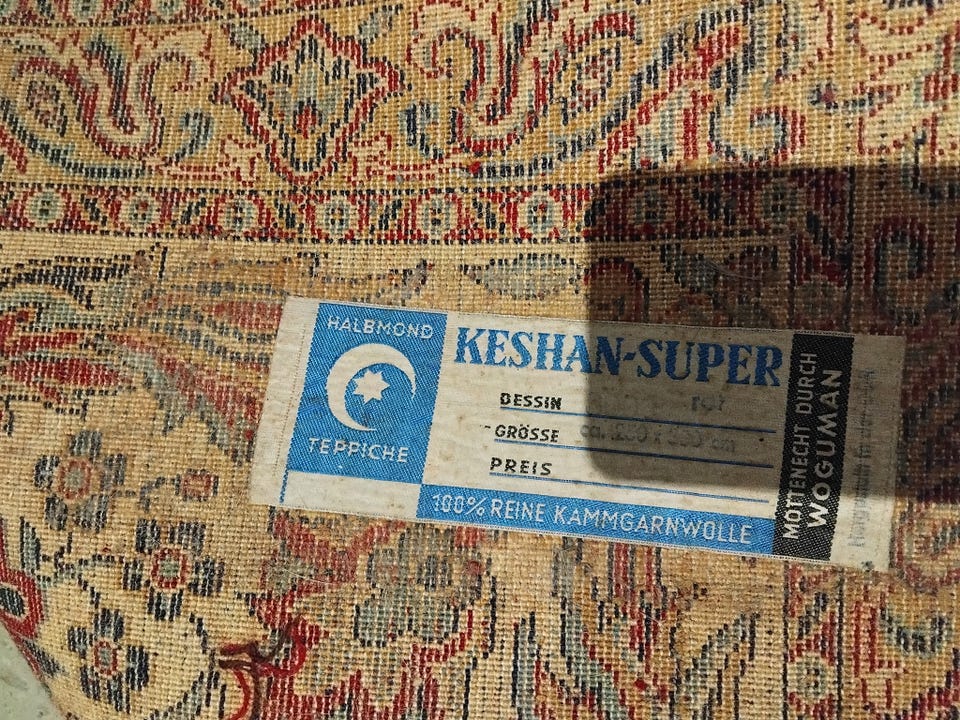 HALBMOND
TEPPICHE
KESHAN-SUPER
DESSIN
GRÖSSE
PREIS
100% REINE KAMMGARNWOLLE
MOTTENECHT DURCH
WOGUMAN